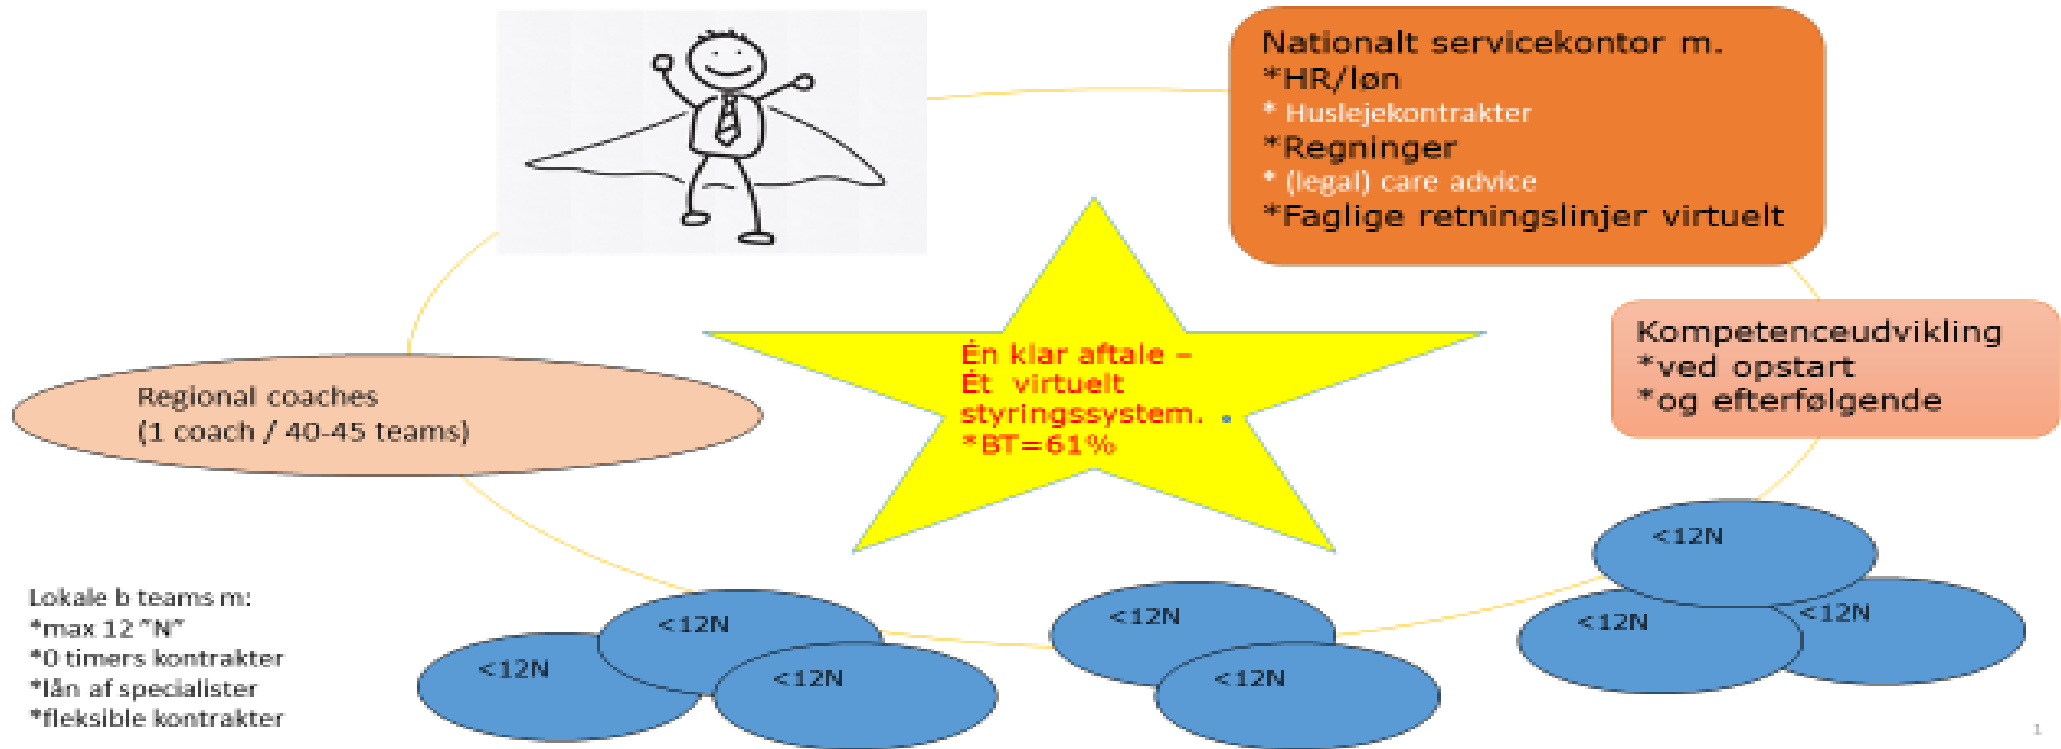 Nationalt servicekontor m.
*HR/løn
* Huslejekontrakter
*Regninger
* (legal) care advice
*Faglige retningslinjer virtuelt
Kompetenceudvikling
*ved opstart
*og efterfølgende
Én klar aftale –
Ét virtuelt
styringssystem.
*BT=61%
Regional coaches
(1 coach / 40-45 teams)
Lokale b teams m:
*max 12 ”N”
*0 timers kontrakter
*lån af specialister
*fleksible kontrakter
<12N
<12N
<12N
<12N
<12N
<12N
<12N
<12N
1